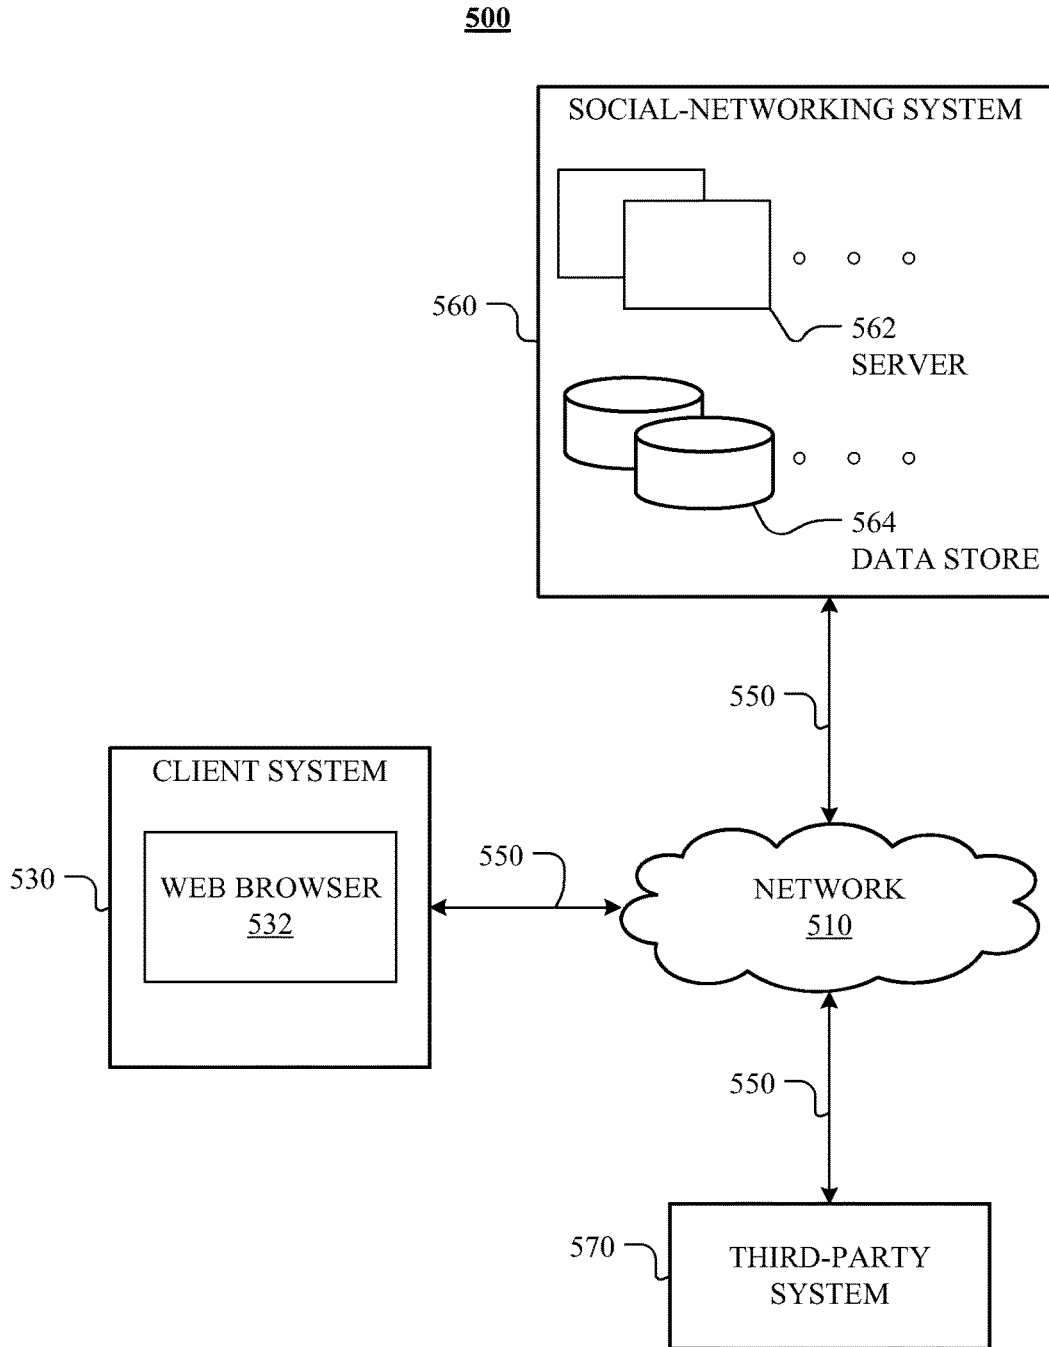 500
SOCIAL-NETWORKING SYSTEM
560
562
SERVER
564
DATA STORE
550
CLIENT SYSTEM
530
WEB BROWSER
532
550
NETWORK
510
550
570
THIRD-PARTY
SYSTEM